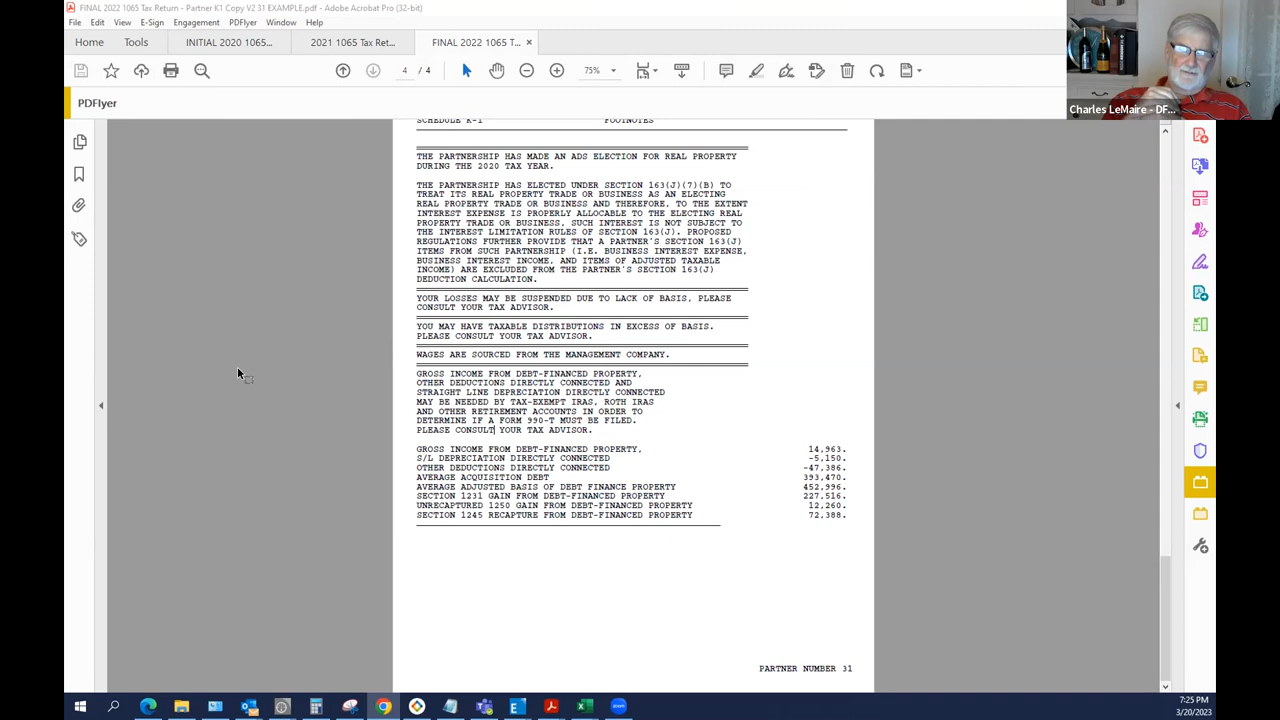 FINAL 2022 1065 Tax Return - Partner K1 Copy V2 31 EXAMPLE.pdf - Adobe Acrobat Pro (32-bit)
File Edit View E-Sign Engagement PDFlyer Window Help
Home Tools INITIAL 2020 1065... 2021 1065 Tax Ret... FINAL 2022 1065 T... ×
4 / 4 75%
Charles LeMaire - DF...
PDFlyer
SCHEDULE K-1 FOOTNOTES
THE PARTNERSHIP HAS MADE AN ADS ELECTION FOR REAL PROPERTY
DURING THE 2020 TAX YEAR.
THE PARTNERSHIP HAS ELECTED UNDER SECTION 163(J)(7)(B) TO
TREAT ITS REAL PROPERTY TRADE OR BUSINESS AS AN ELECTING
REAL PROPERTY TRADE OR BUSINESS AND THEREFORE, TO THE EXTENT
INTEREST EXPENSE IS PROPERLY ALLOCABLE TO THE ELECTING REAL
PROPERTY TRADE OR BUSINESS, SUCH INTEREST IS NOT SUBJECT TO
THE INTEREST LIMITATION RULES OF SECTION 163(J). PROPOSED
REGULATIONS FURTHER PROVIDE THAT A PARTNER'S SECTION 163(J)
ITEMS FROM SUCH PARTNERSHIP (I.E. BUSINESS INTEREST EXPENSE,
BUSINESS INTEREST INCOME, AND ITEMS OF ADJUSTED TAXABLE
INCOME) ARE EXCLUDED FROM THE PARTNER'S SECTION 163(J)
DEDUCTION CALCULATION.
YOUR LOSSES MAY BE SUSPENDED DUE TO LACK OF BASIS, PLEASE
CONSULT YOUR TAX ADVISOR.
YOU MAY HAVE TAXABLE DISTRIBUTIONS IN EXCESS OF BASIS.
PLEASE CONSULT YOUR TAX ADVISOR.
WAGES ARE SOURCED FROM THE MANAGEMENT COMPANY.
GROSS INCOME FROM DEBT-FINANCED PROPERTY,
OTHER DEDUCTIONS DIRECTLY CONNECTED AND
STRAIGHT LINE DEPRECIATION DIRECTLY CONNECTED
MAY BE NEEDED BY TAX-EXEMPT IRAS, ROTH IRAS
AND OTHER RETIREMENT ACCOUNTS IN ORDER TO
DETERMINE IF A FORM 990-T MUST BE FILED.
PLEASE CONSULT YOUR TAX ADVISOR.
GROSS INCOME FROM DEBT-FINANCED PROPERTY, 14,963.
S/L DEPRECIATION DIRECTLY CONNECTED -5,150.
OTHER DEDUCTIONS DIRECTLY CONNECTED -47,386.
AVERAGE ACQUISITION DEBT 393,470.
AVERAGE ADJUSTED BASIS OF DEBT FINANCE PROPERTY 452,996.
SECTION 1231 GAIN FROM DEBT-FINANCED PROPERTY 227,516.
UNRECAPTURED 1250 GAIN FROM DEBT-FINANCED PROPERTY 12,260.
SECTION 1245 RECAPTURE FROM DEBT-FINANCED PROPERTY 72,388.
PARTNER NUMBER 31
7:25 PM
3/20/2023